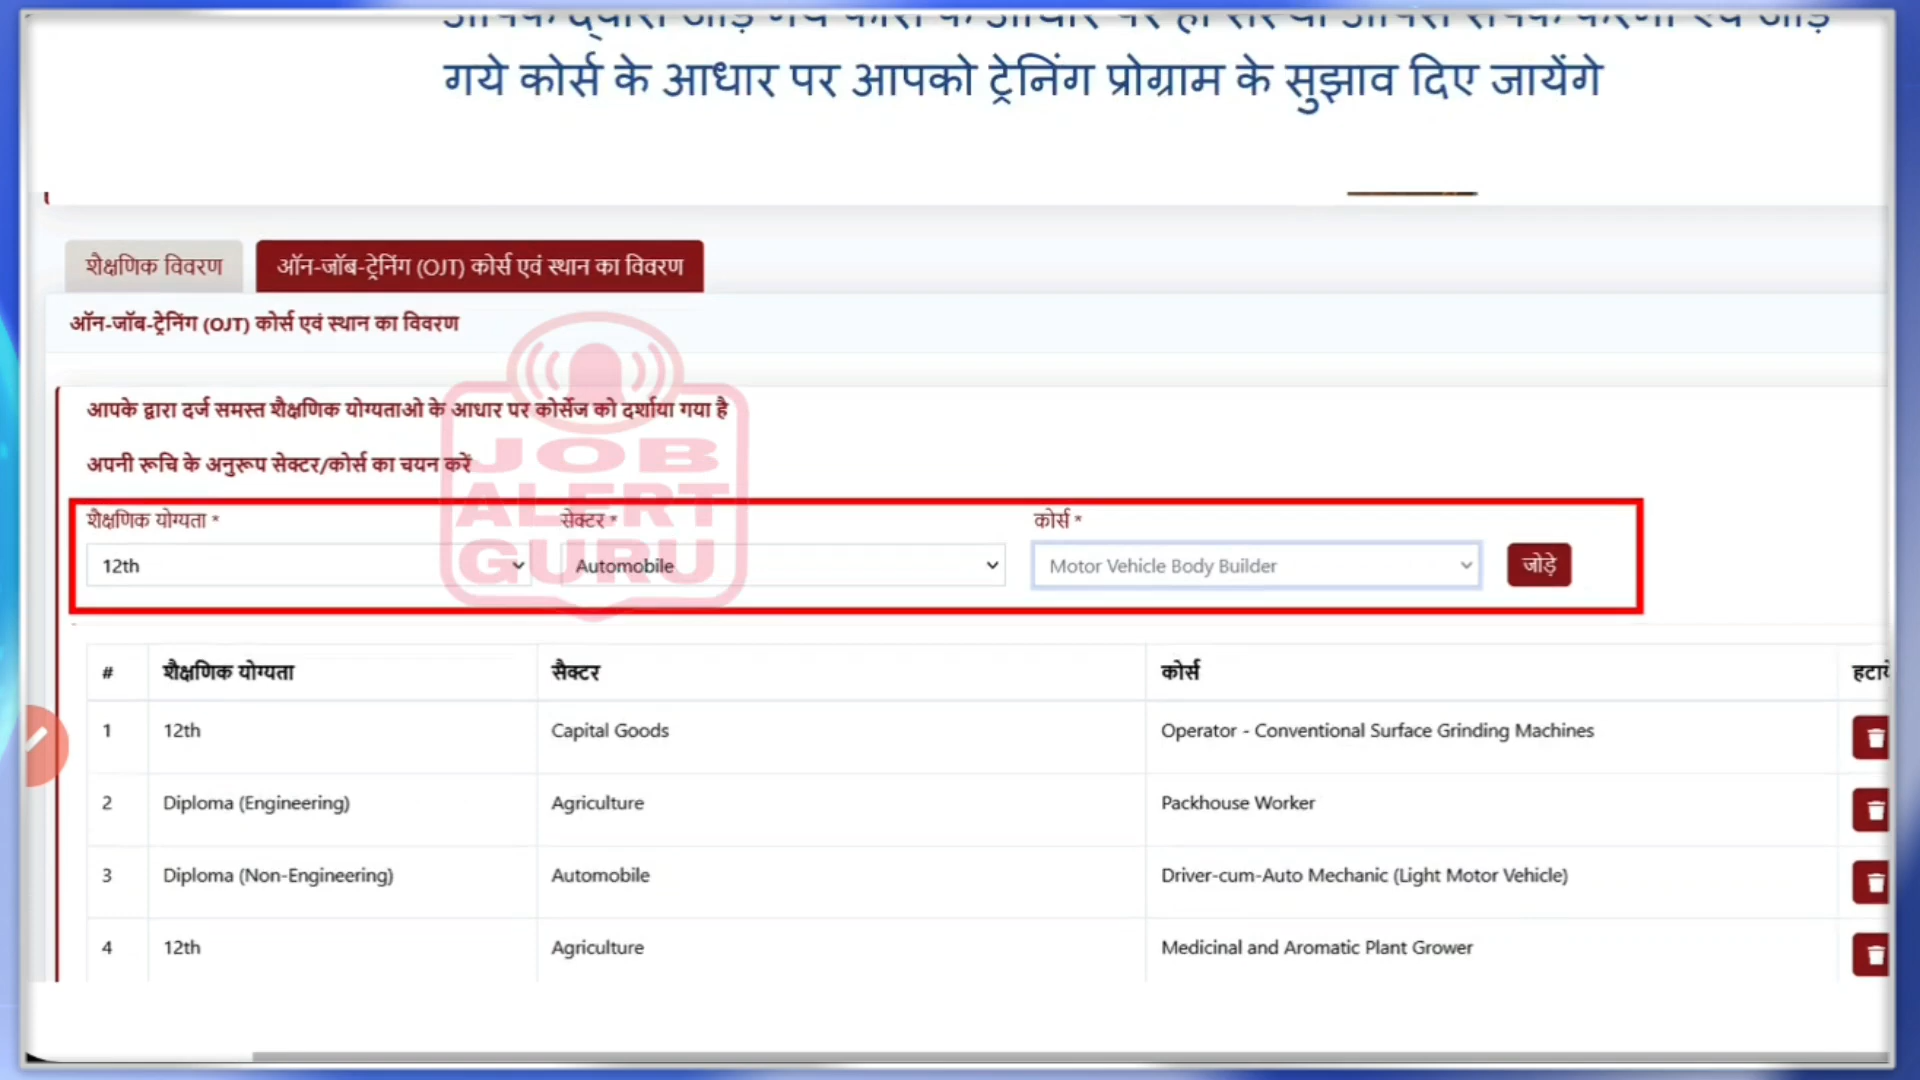 गये कोर्स के आधार पर आपको ट्रेनिंग प्रोग्राम के सुझाव दिए जायेंगे
शैक्षणिक विवरण
ऑन-जॉब-ट्रेनिंग (OJT) कोर्स एवं स्थान का विवरण
ऑन-जॉब-ट्रेनिंग (OJT) कोर्स एवं स्थान का विवरण
आपके द्वारा दर्ज समस्त शैक्षणिक योग्यताओ के आधार पर कोर्सेज को दर्शाया गया है
अपनी रूचि के अनुरूप सेक्टर/कोर्स का चयन करें
JOB
ALERT
GURU
शैक्षणिक योग्यता * सेक्टर * कोर्स *
12th Automobile Motor Vehicle Body Builder जोड़े
# शैक्षणिक योग्यता सैक्टर कोर्स
1 12th Capital Goods Operator - Conventional Surface Grinding Machines
2 Diploma (Engineering) Agriculture Packhouse Worker
3 Diploma (Non-Engineering) Automobile Driver-cum-Auto Mechanic (Light Motor Vehicle)
4 12th Agriculture Medicinal and Aromatic Plant Grower